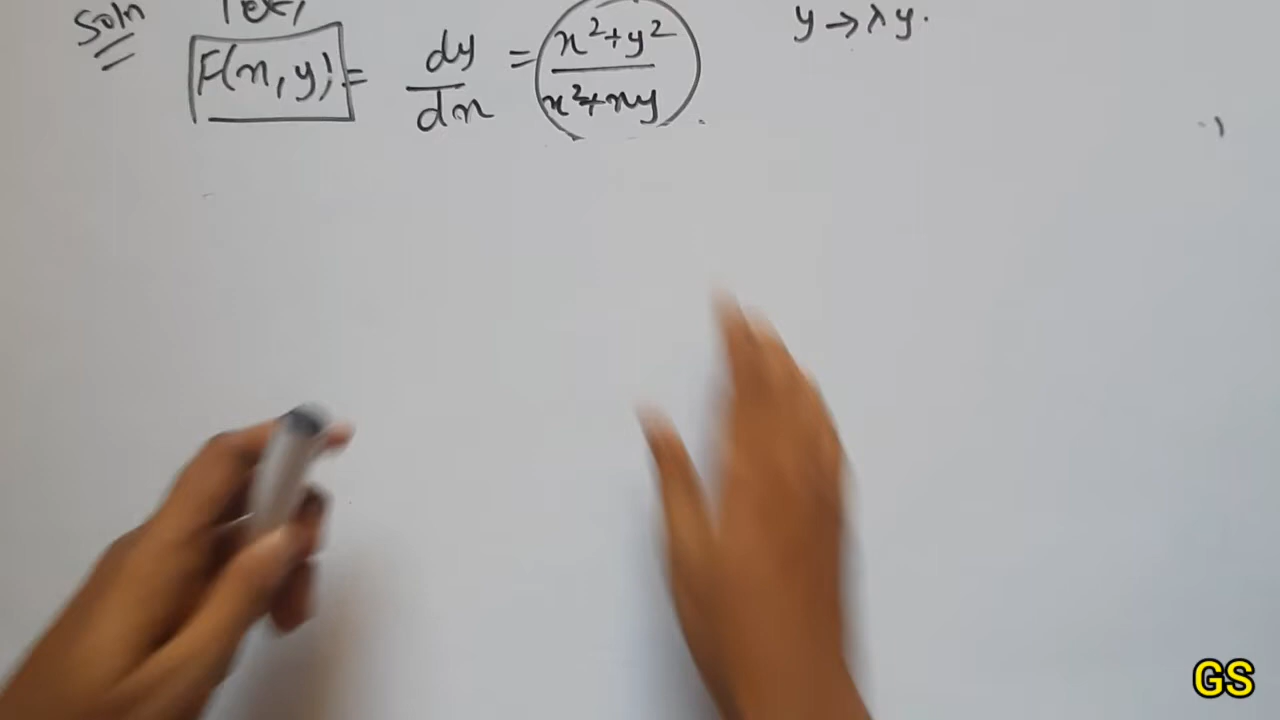 Soln
F(x, y) = dy/dx = x²+y²/x²+xy
y → λy.
GS